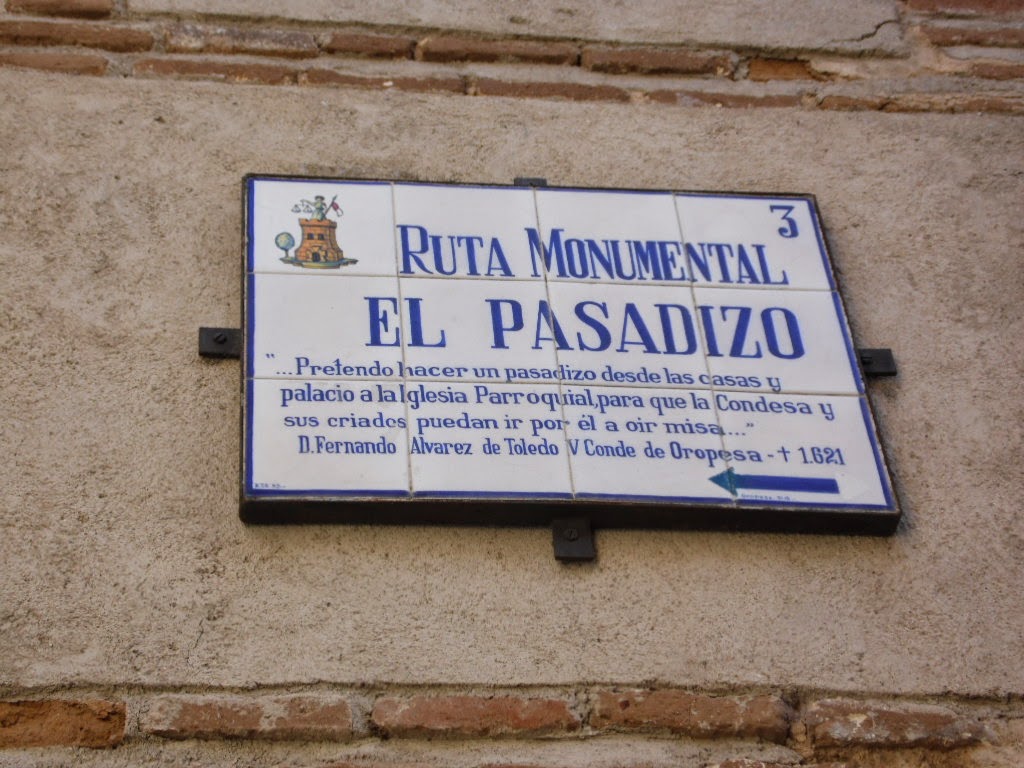 3
RUTA MONUMENTAL
EL PASADIZO
"...Pretendo hacer un pasadizo desde las casas y
palacio a la Iglesia Parroquial, para que la Condesa y
sus criados puedan ir por él a oir misa..."
D. Fernando Alvarez de Toledo V Conde de Oropesa - † 1.621